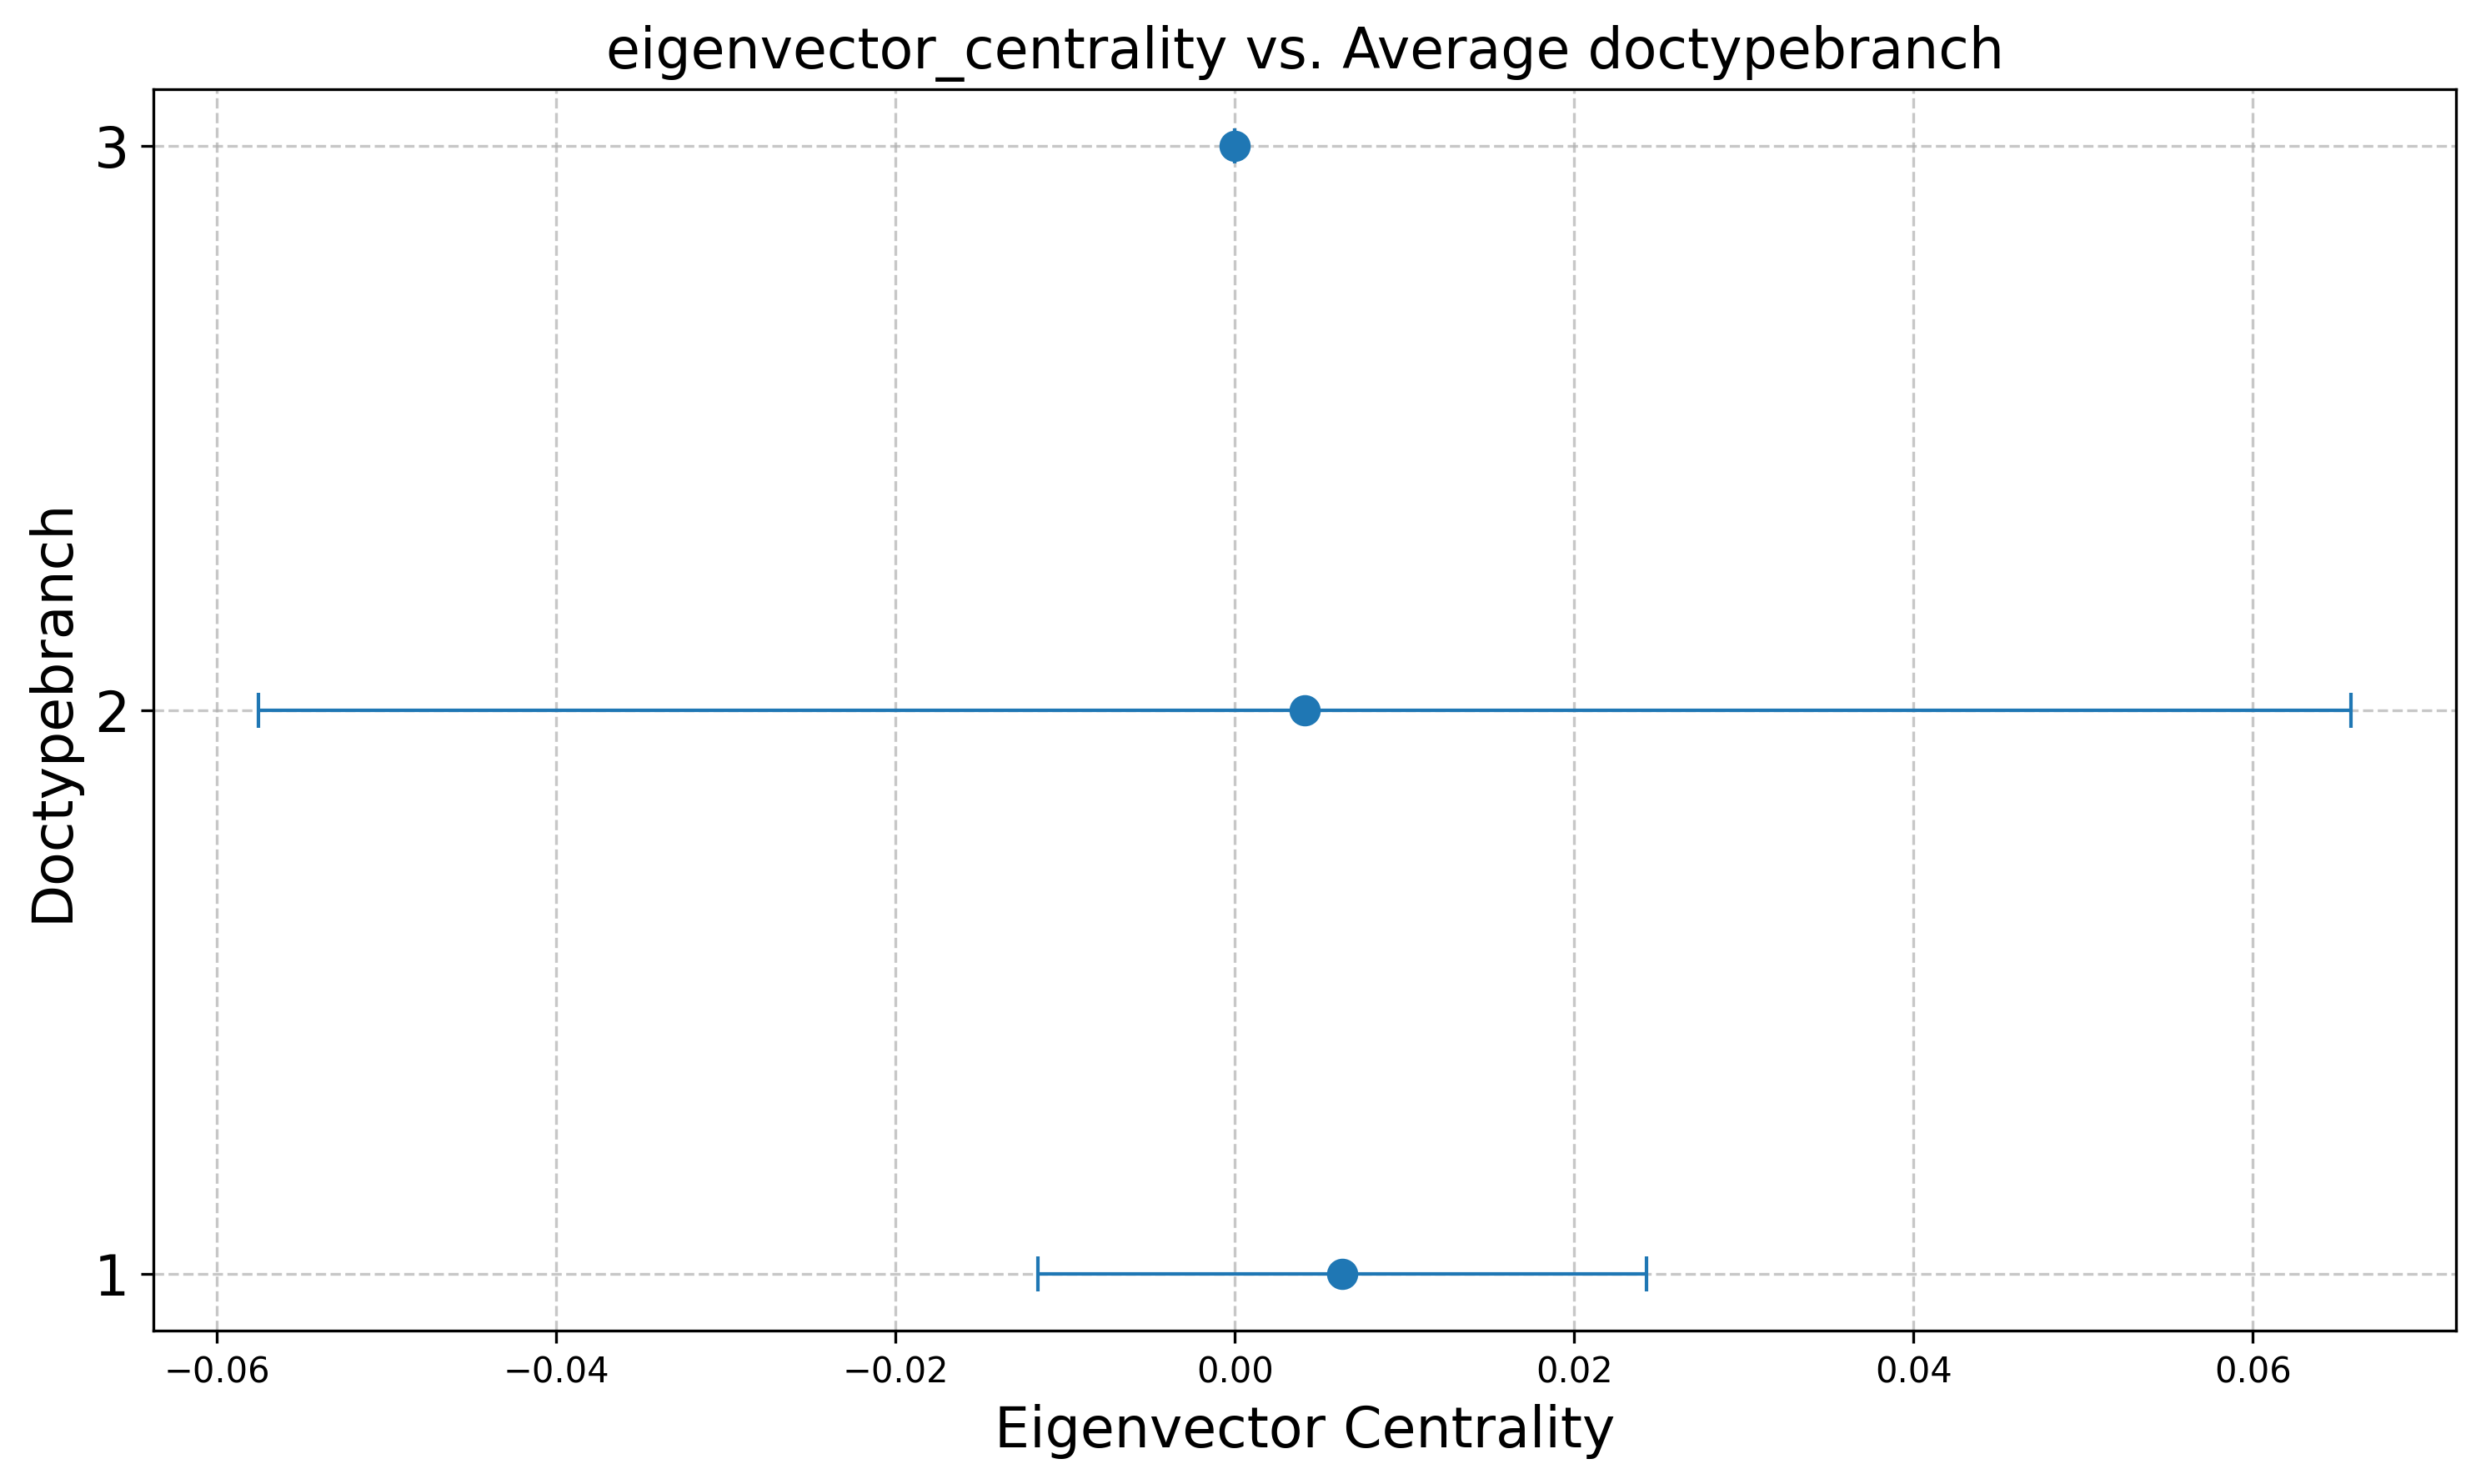 eigenvector_centrality vs. Average doctypebranch
Doctypebranch
3
2
1
−0.06 −0.04 −0.02 0.00 0.02 0.04 0.06
Eigenvector Centrality